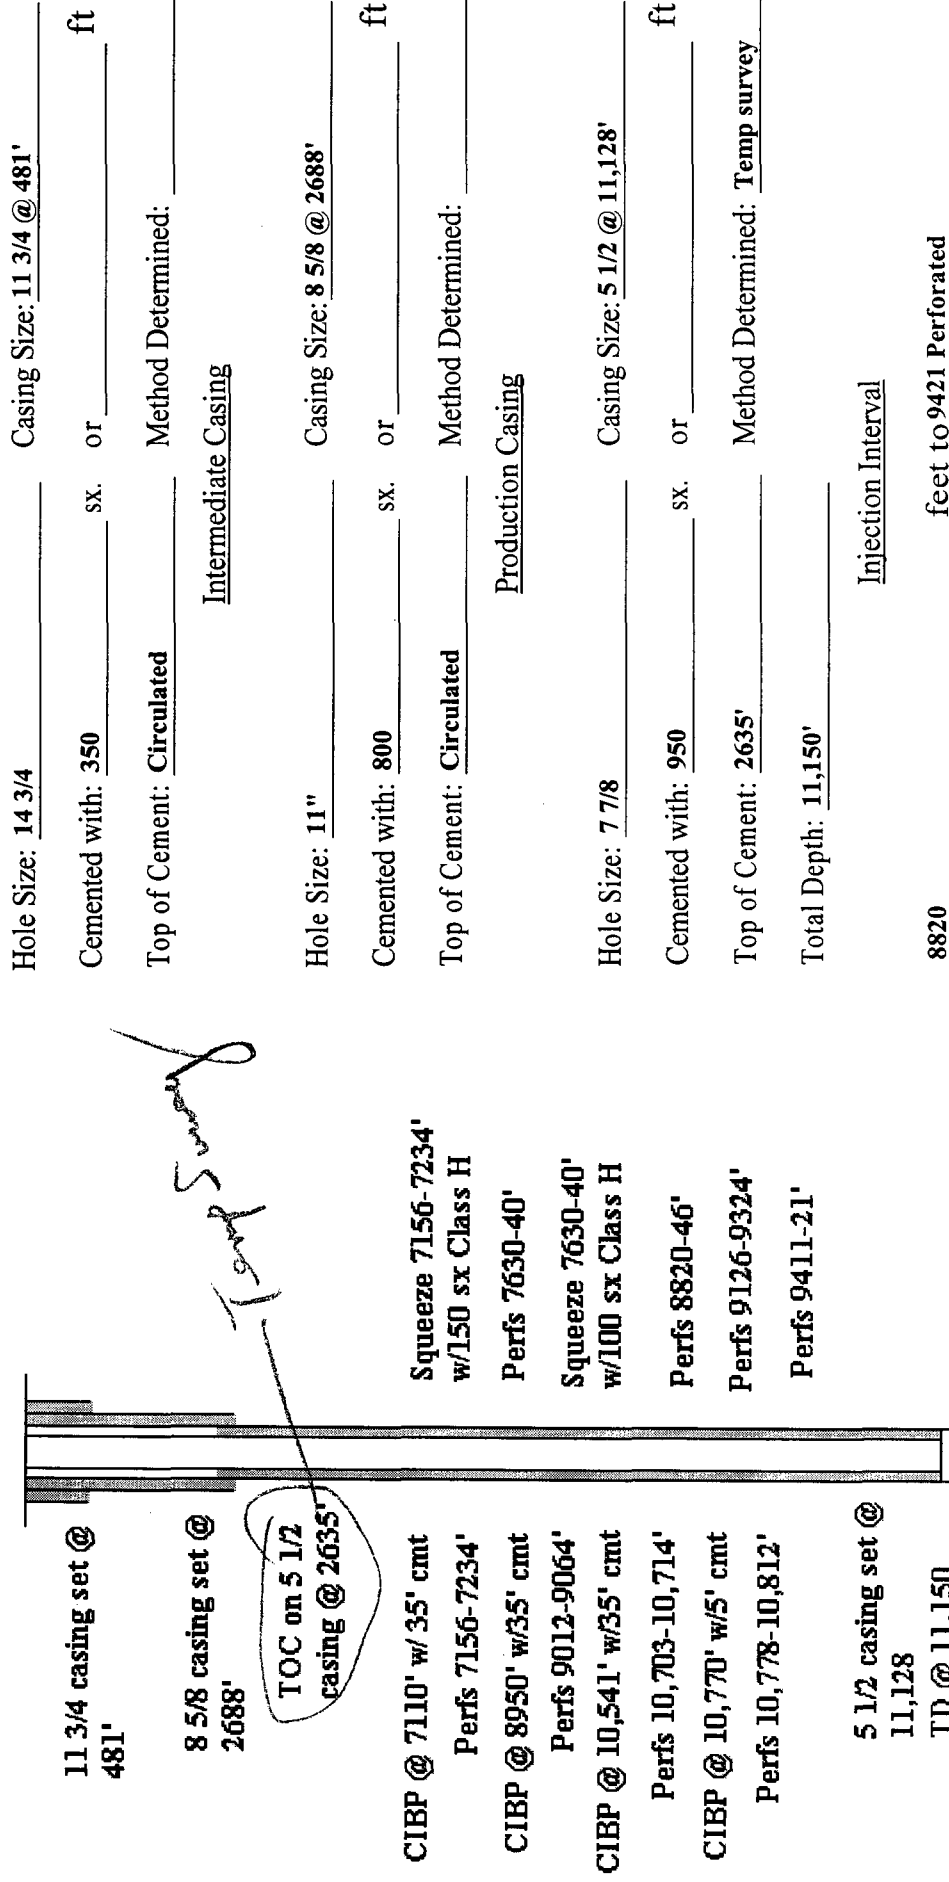 11 3/4 casing set @
481'
8 5/8 casing set @
2688'
TOC on 5 1/2
casing @ 2635'
Temp Survey
CIBP @ 7110' w/ 35' cmt
Perfs 7156-7234'
CIBP @ 8950' w/35' cmt
Perfs 9012-9064'
CIBP @ 10,541' w/35' cmt
Perfs 10,703-10,714'
CIBP @ 10,770' w/5' cmt
Perfs 10,778-10,812'
5 1/2 casing set @
11,128
TD @ 11,150
Squeeze 7156-7234'
w/150 sx Class H
Perfs 7630-40'
Squeeze 7630-40'
w/100 sx Class H
Perfs 8820-46'
Perfs 9126-9324'
Perfs 9411-21'
Hole Size: 14 3/4 Casing Size: 11 3/4 @ 481'
Cemented with: 350 sx. or ft
Top of Cement: Circulated Method Determined:
Intermediate Casing
Hole Size: 11" Casing Size: 8 5/8 @ 2688'
Cemented with: 800 sx. or ft
Top of Cement: Circulated Method Determined:
Production Casing
Hole Size: 7 7/8 Casing Size: 5 1/2 @ 11,128'
Cemented with: 950 sx. or ft
Top of Cement: 2635' Method Determined: Temp survey
Total Depth: 11,150'
Injection Interval
8820 feet to 9421 Perforated